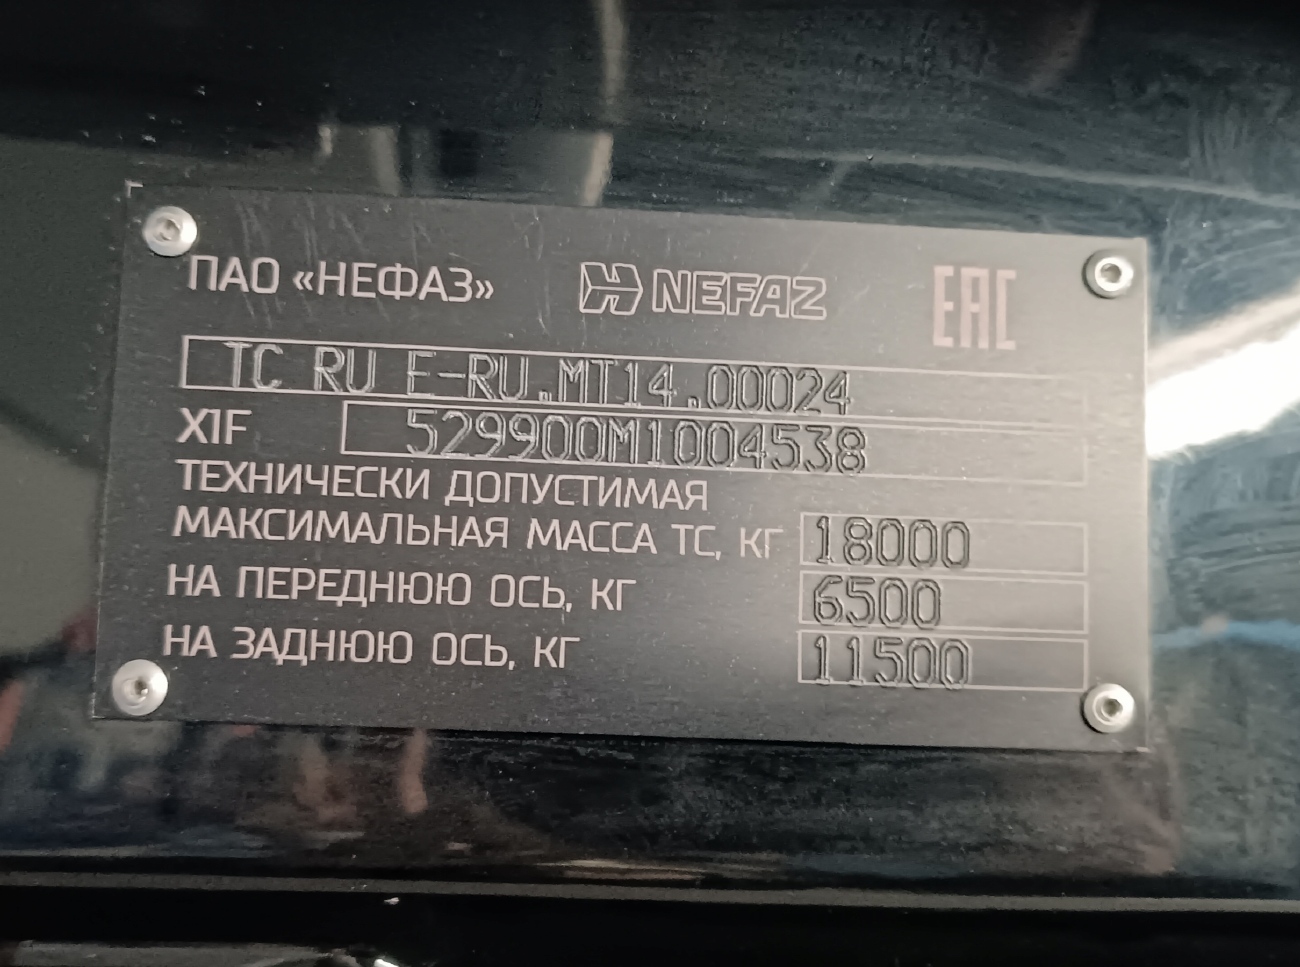 ПАО «НЕФАЗ» NEFAZ EAC
TC RU E-RU.MT14.00024
X1F 529900M1004538
ТЕХНИЧЕСКИ ДОПУСТИМАЯ
МАКСИМАЛЬНАЯ МАССА ТС, КГ 18000
НА ПЕРЕДНЮЮ ОСЬ, КГ 6500
НА ЗАДНЮЮ ОСЬ, КГ 11500